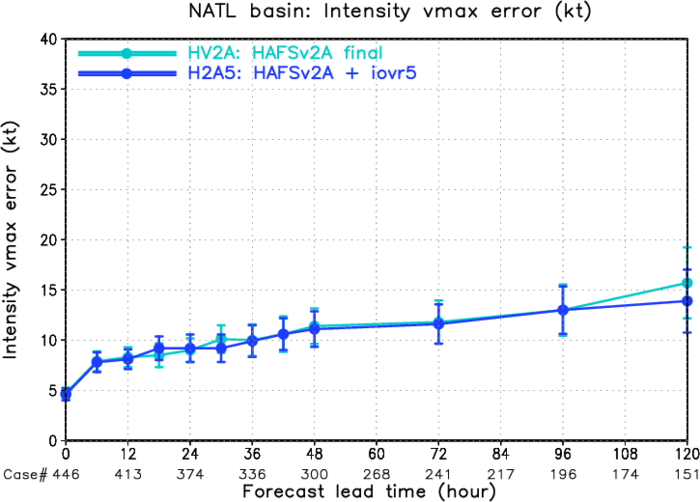 NATL basin: Intensity vmax error (kt)
HV2A: HAFSv2A final
H2A5: HAFSv2A + iovr5
Intensity vmax error (kt)
40
35
30
25
20
15
10
5
0
0 12 24 36 48 60 72 84 96 108 120
Case# 446 413 374 336 300 268 241 217 196 174 151
Forecast lead time (hour)